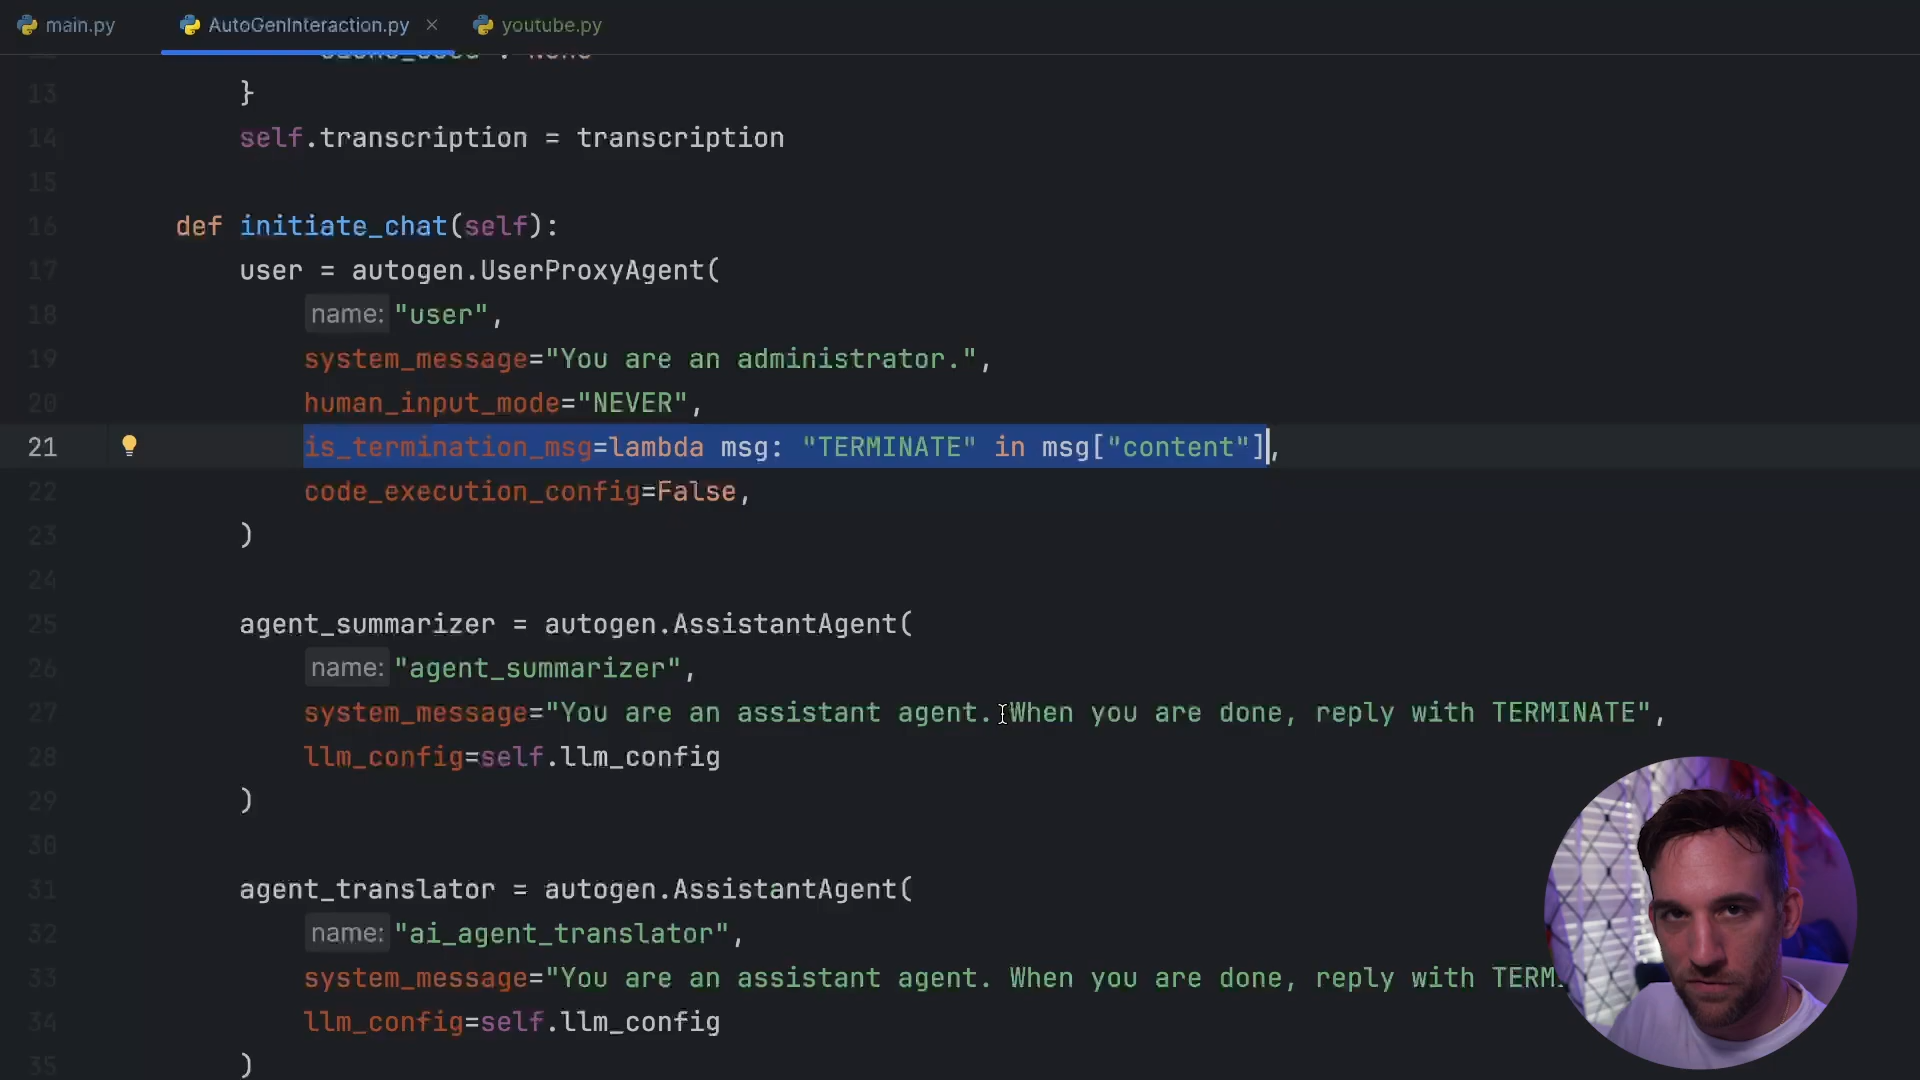 main.py AutoGenInteraction.py × youtube.py
13 }
14 self.transcription = transcription
15
16 def initiate_chat(self):
17 user = autogen.UserProxyAgent(
18 name: "user",
19 system_message="You are an administrator.",
20 human_input_mode="NEVER",
21 is_termination_msg=lambda msg: "TERMINATE" in msg["content"],
22 code_execution_config=False,
23 )
24
25 agent_summarizer = autogen.AssistantAgent(
26 name: "agent_summarizer",
27 system_message="You are an assistant agent. When you are done, reply with TERMINATE",
28 llm_config=self.llm_config
29 )
30
31 agent_translator = autogen.AssistantAgent(
32 name: "ai_agent_translator",
33 system_message="You are an assistant agent. When you are done, reply with TERM
34 llm_config=self.llm_config
35 )